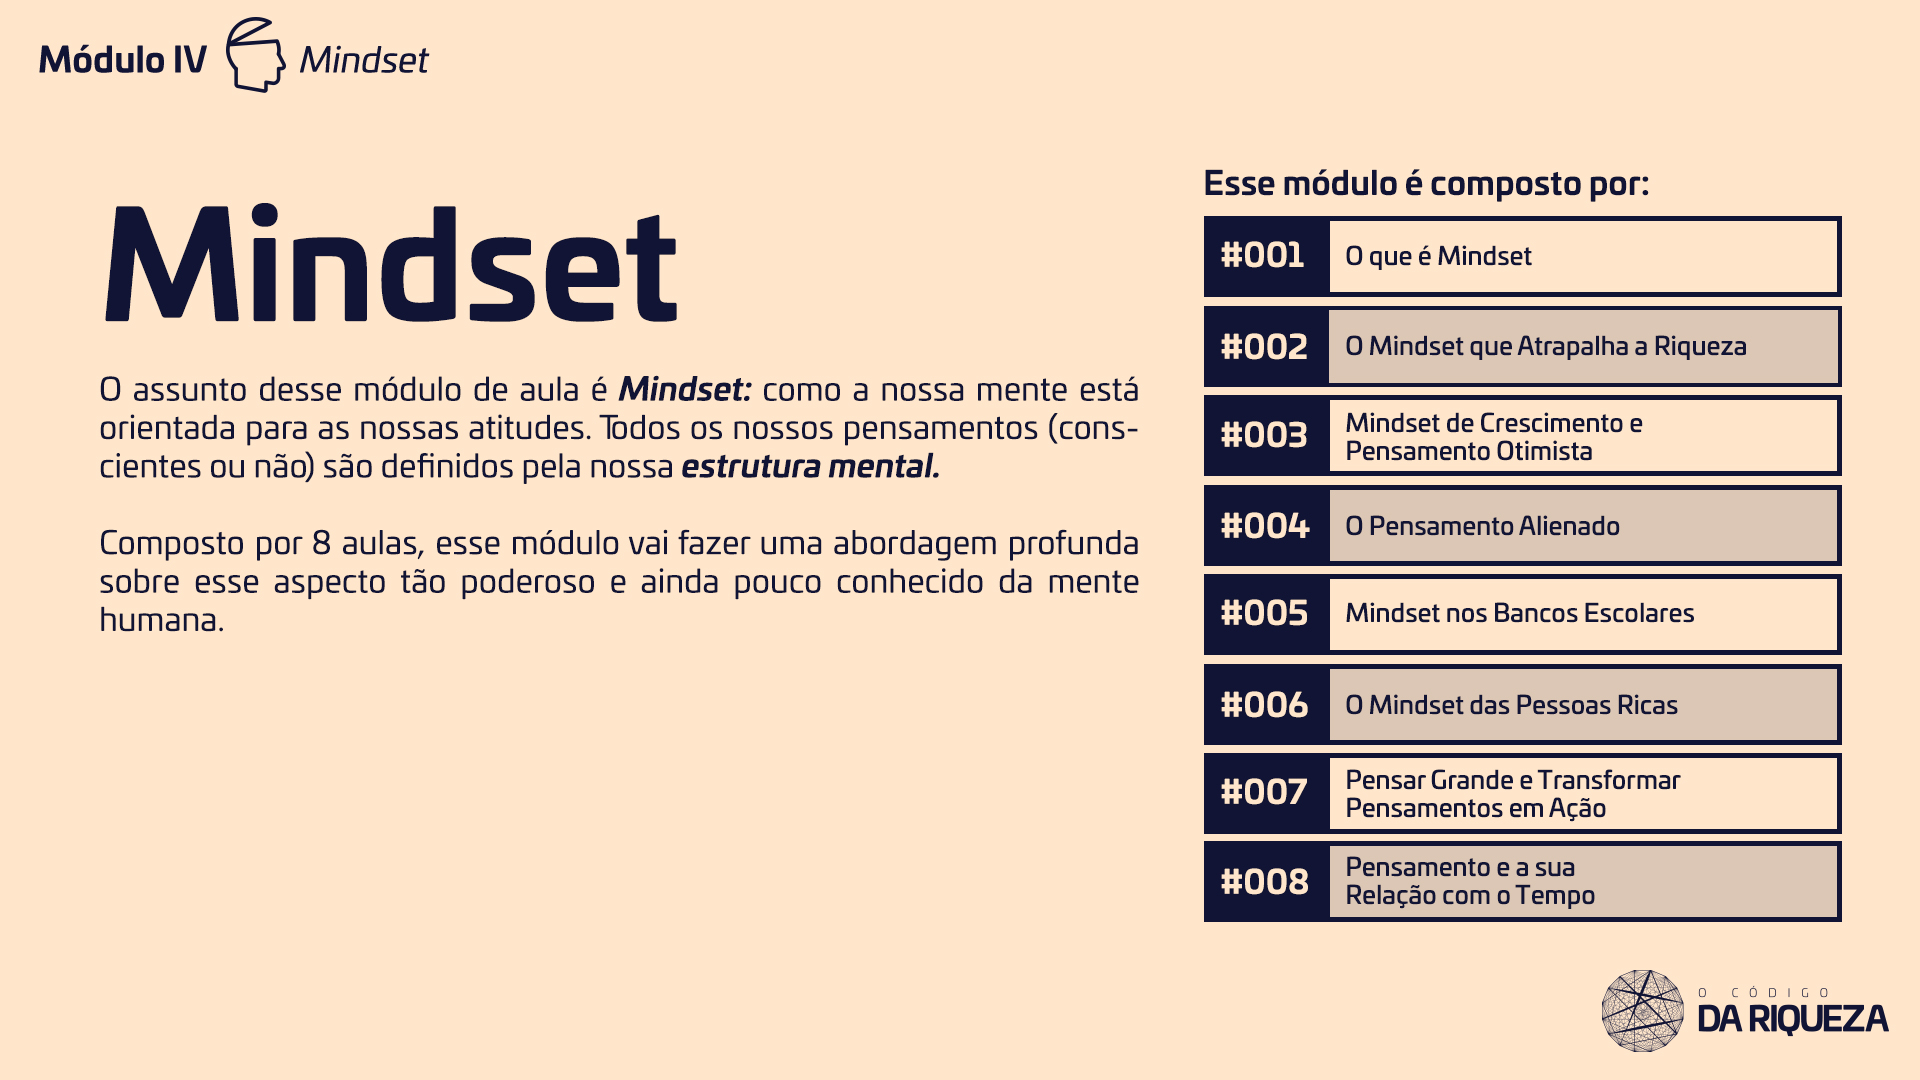 Módulo IV Mindset
Mindset
O assunto desse módulo de aula é Mindset: como a nossa mente está
orientada para as nossas atitudes. Todos os nossos pensamentos (cons-
cientes ou não) são definidos pela nossa estrutura mental.
Composto por 8 aulas, esse módulo vai fazer uma abordagem profunda
sobre esse aspecto tão poderoso e ainda pouco conhecido da mente
humana.
Esse módulo é composto por:
#001 O que é Mindset
#002 O Mindset que Atrapalha a Riqueza
#003 Mindset de Crescimento e
Pensamento Otimista
#004 O Pensamento Alienado
#005 Mindset nos Bancos Escolares
#006 O Mindset das Pessoas Ricas
#007 Pensar Grande e Transformar
Pensamentos em Ação
#008 Pensamento e a sua
Relação com o Tempo
O CÓDIGO
DA RIQUEZA